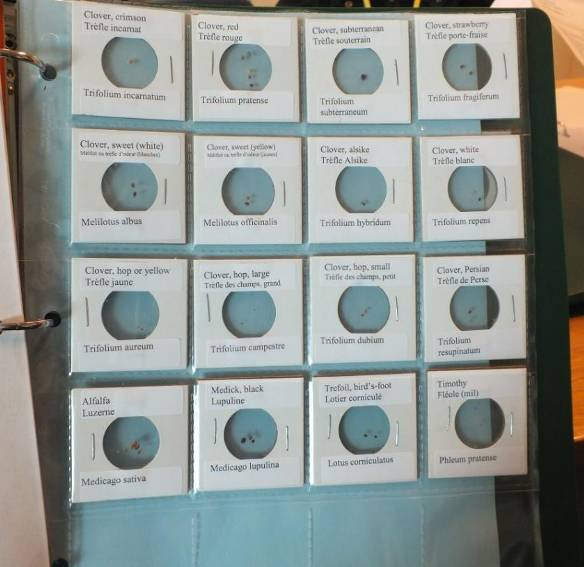 Clover, crimson
Trèfle incarnat
Trifolium incarnatum
Clover, red
Trèfle rouge
Trifolium pratense
Clover, subterranean
Trèfle souterrain
Trifolium
subterraneum
Clover, strawberry
Trèfle porte-fraise
Trifolium fragiferum
Clover, sweet (white)
Mélilot ou trèfle d'odeur (blanches)
Melilotus albus
Clover, sweet (yellow)
Mélilot ou trèfle d'odeur (jaunes)
Melilotus officinalis
Clover, alsike
Trèfle Alsike
Trifolium hybridum
Clover, white
Trèfle blanc
Trifolium repens
Clover, hop or yellow
Trèfle jaune
Trifolium aureum
Clover, hop, large
Trèfle des champs, grand
Trifolium campestre
Clover, hop, small
Trèfle des champs, petit
Trifolium dubium
Clover, Persian
Trèfle de Perse
Trifolium
resupinatum
Alfalfa
Luzerne
Medicago sativa
Medick, black
Lupuline
Medicago lupulina
Trefoil, bird's-foot
Lotier corniculé
Lotus corniculatus
Timothy
Fléole (mil)
Phleum pratense